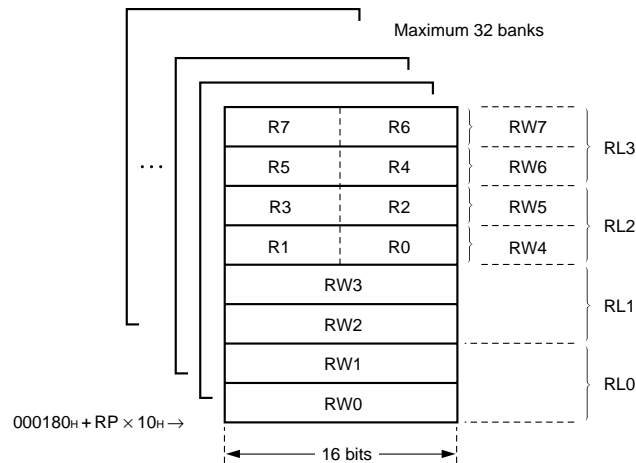 Maximum 32 banks
R7 R6 RW7
RL3
...
R5 R4 RW6
R3 R2 RW5
RL2
R1 R0 RW4
RW3
RL1
RW2
RW1
RL0
RW0
000180H + RP × 10H →
16 bits